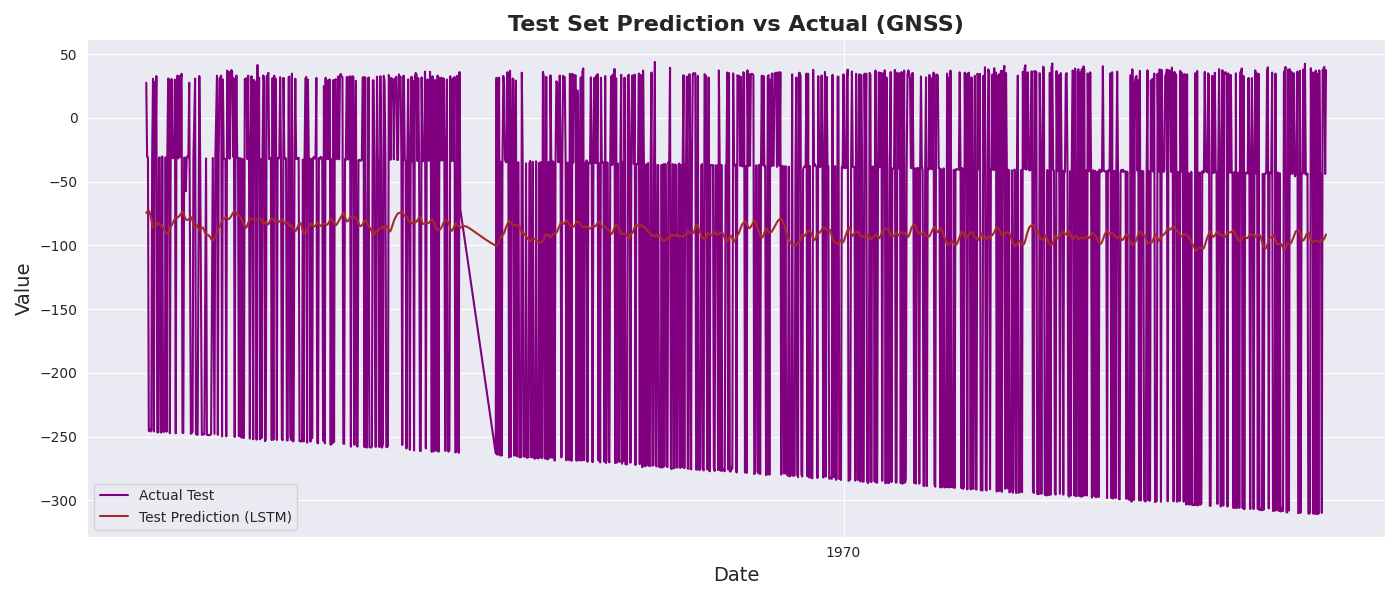 Test Set Prediction vs Actual (GNSS)
50
0
−50
−100
−150
−200
−250
−300
Value
Actual Test
Test Prediction (LSTM)
1970
Date